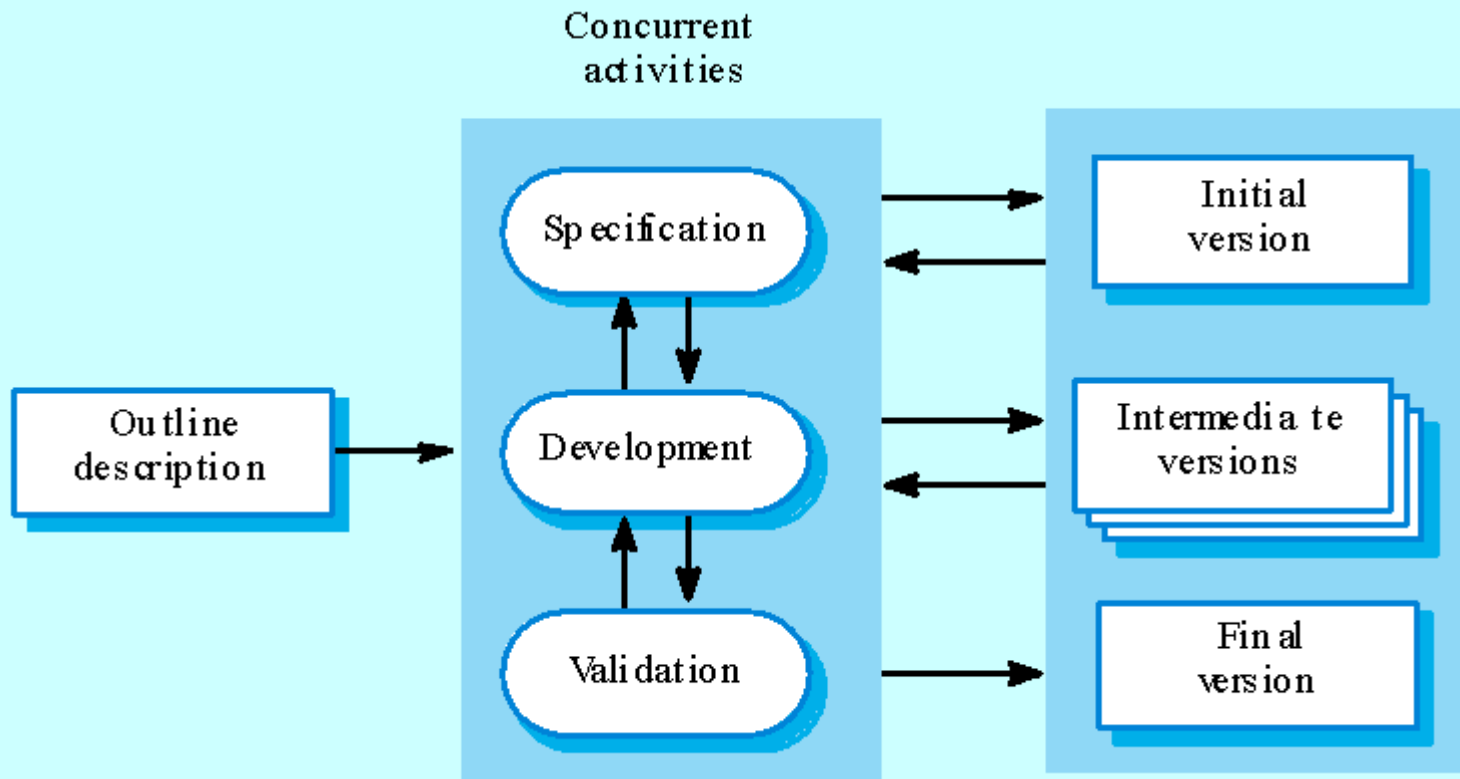 Concurrent
activities
Outline
description
Specification
Development
Validation
Initial
version
Intermediate
versions
Final
version